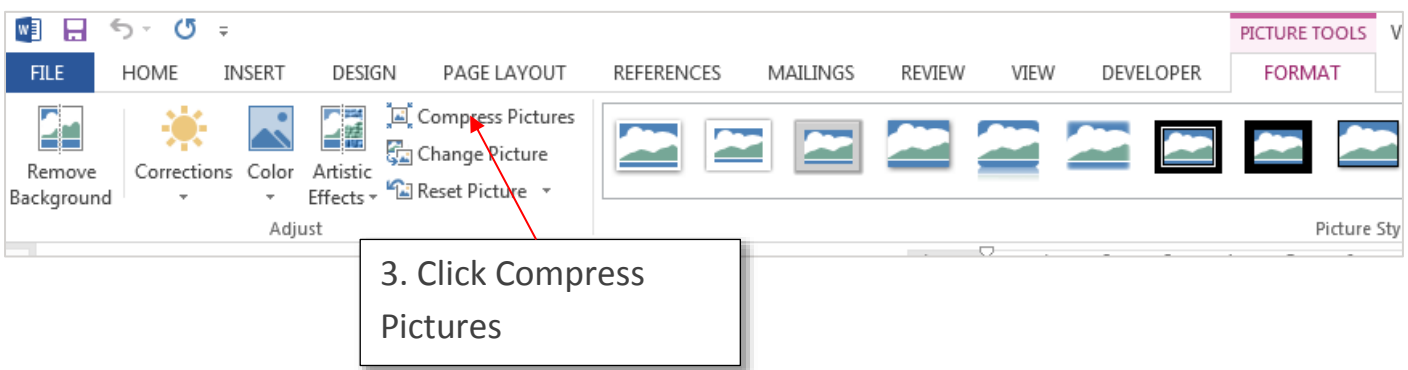 PICTURE TOOLS
FILE HOME INSERT DESIGN PAGE LAYOUT REFERENCES MAILINGS REVIEW VIEW DEVELOPER FORMAT
Remove Background
Corrections
Color
Artistic Effects
Compress Pictures
Change Picture
Reset Picture
Adjust
Picture Sty
3. Click Compress
Pictures